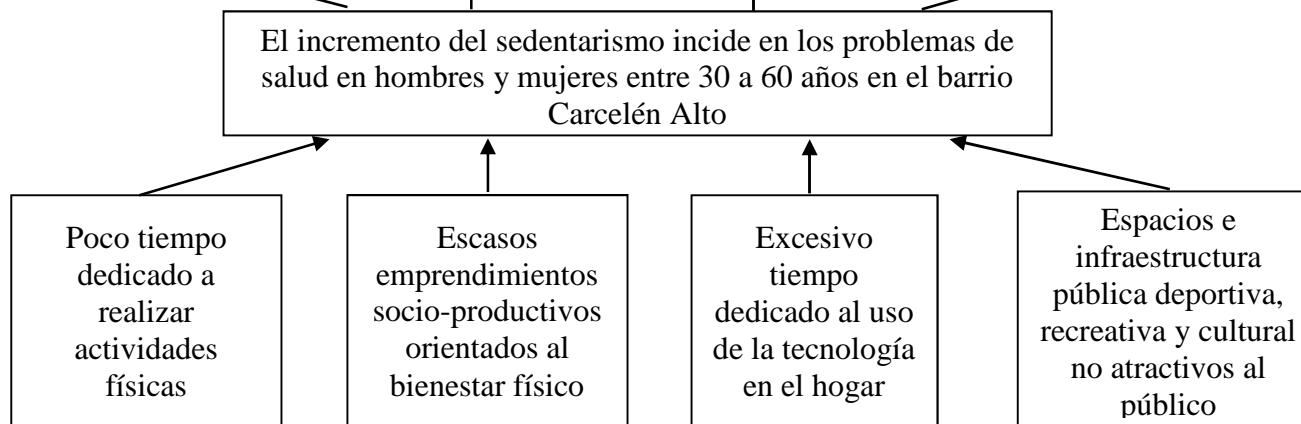 El incremento del sedentarismo incide en los problemas de
salud en hombres y mujeres entre 30 a 60 años en el barrio
Carcelén Alto
Poco tiempo
dedicado a
realizar
actividades
físicas
Escasos
emprendimientos
socio-productivos
orientados al
bienestar físico
Excesivo
tiempo
dedicado al uso
de la tecnología
en el hogar
Espacios e
infraestructura
pública deportiva,
recreativa y cultural
no atractivos al
público